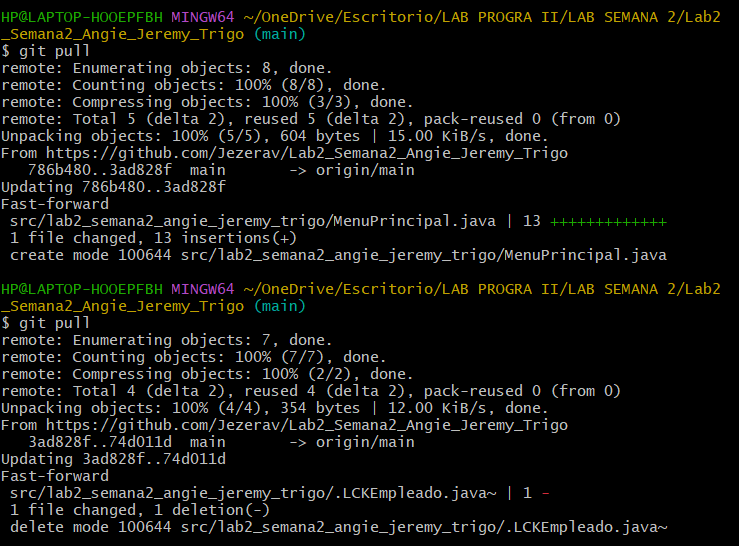 HP@LAPTOP-HOOEPFBH MINGW64 ~/OneDrive/Escritorio/LAB PROGRA II/LAB SEMANA 2/Lab2
_Semana2_Angie_Jeremy_Trigo (main)
$ git pull
remote: Enumerating objects: 8, done.
remote: Counting objects: 100% (8/8), done.
remote: Compressing objects: 100% (3/3), done.
remote: Total 5 (delta 2), reused 5 (delta 2), pack-reused 0 (from 0)
Unpacking objects: 100% (5/5), 604 bytes | 15.00 KiB/s, done.
From https://github.com/Jezerav/Lab2_Semana2_Angie_Jeremy_Trigo
   786b480..3ad828f  main       -> origin/main
Updating 786b480..3ad828f
Fast-forward
 src/lab2_semana2_angie_jeremy_trigo/MenuPrincipal.java | 13 +++++++++++++
 1 file changed, 13 insertions(+)
 create mode 100644 src/lab2_semana2_angie_jeremy_trigo/MenuPrincipal.java
HP@LAPTOP-HOOEPFBH MINGW64 ~/OneDrive/Escritorio/LAB PROGRA II/LAB SEMANA 2/Lab2
_Semana2_Angie_Jeremy_Trigo (main)
$ git pull
remote: Enumerating objects: 7, done.
remote: Counting objects: 100% (7/7), done.
remote: Compressing objects: 100% (2/2), done.
remote: Total 4 (delta 2), reused 4 (delta 2), pack-reused 0 (from 0)
Unpacking objects: 100% (4/4), 354 bytes | 12.00 KiB/s, done.
From https://github.com/Jezerav/Lab2_Semana2_Angie_Jeremy_Trigo
   3ad828f..74d011d  main       -> origin/main
Updating 3ad828f..74d011d
Fast-forward
 src/lab2_semana2_angie_jeremy_trigo/.LCKEmpleado.java~ | 1 -
 1 file changed, 1 deletion(-)
 delete mode 100644 src/lab2_semana2_angie_jeremy_trigo/.LCKEmpleado.java~